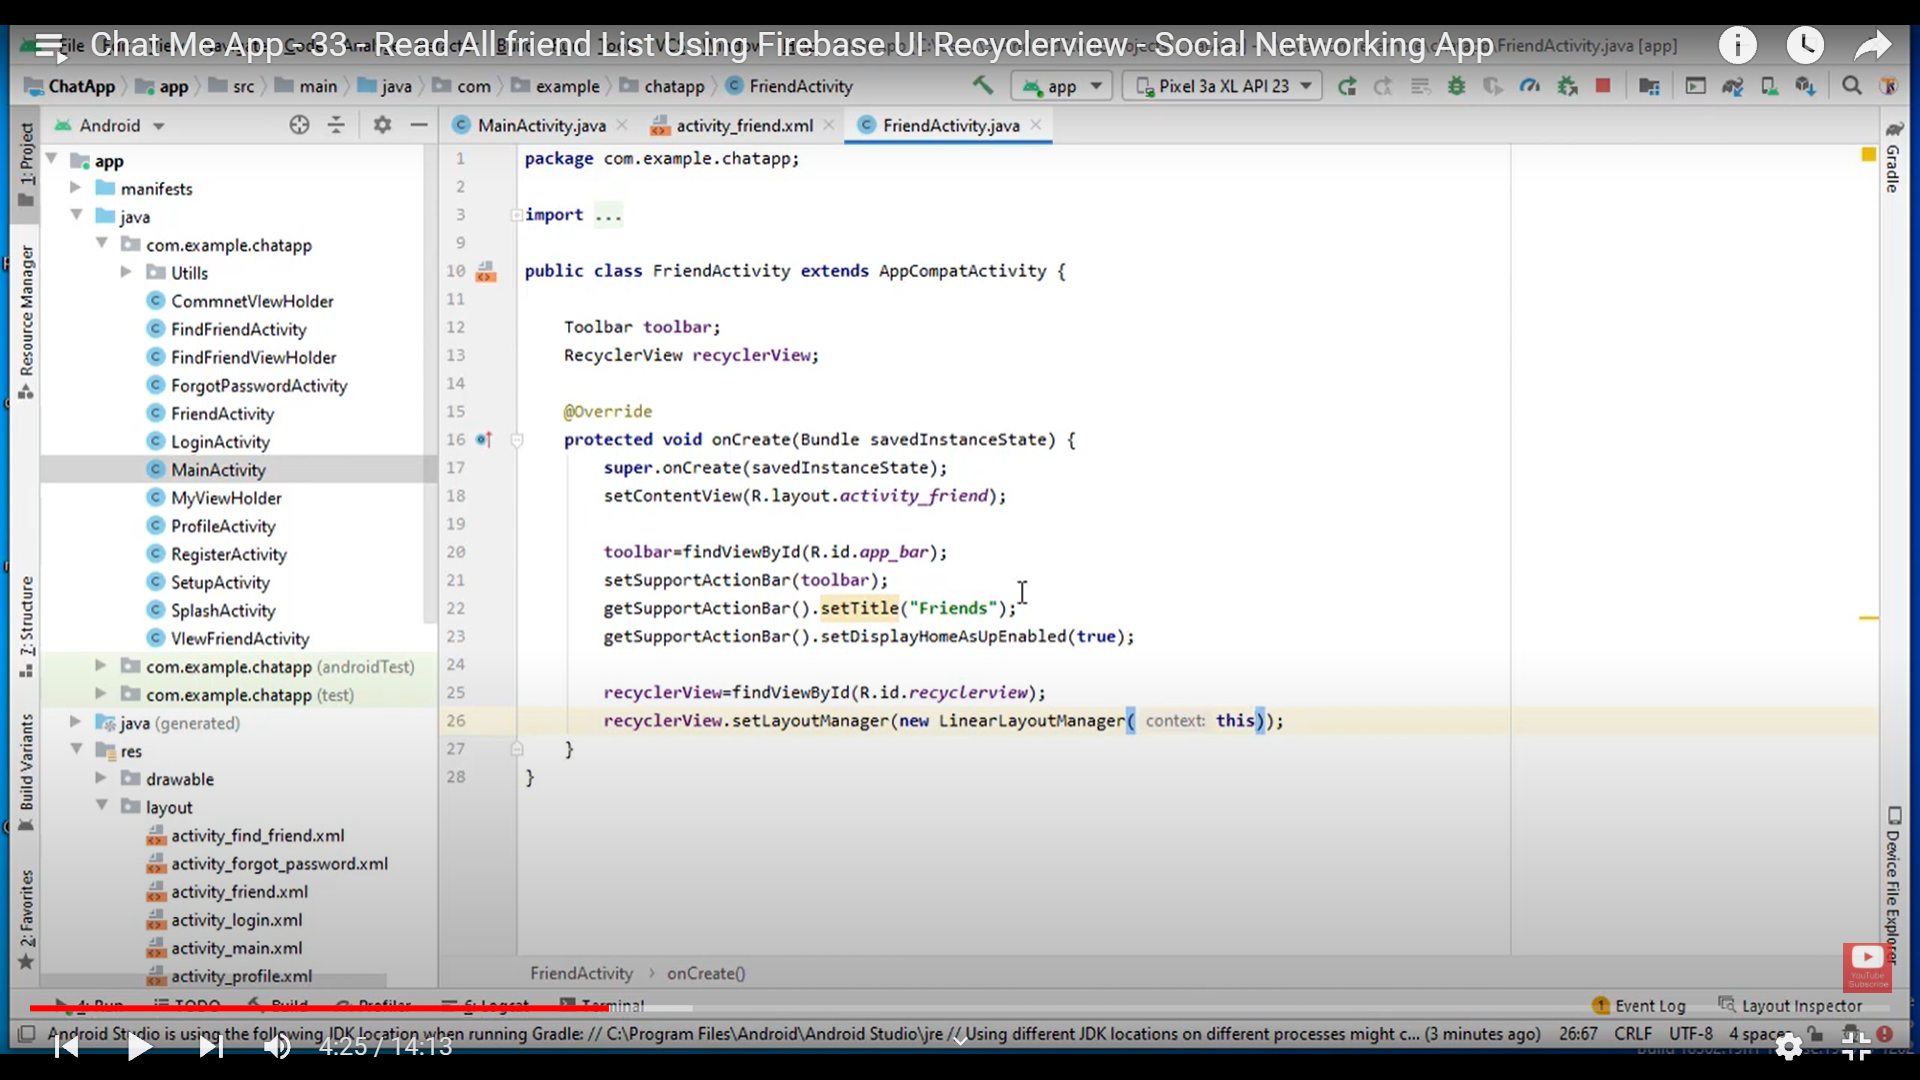 Chat Me App - 33 - Read All friend List Using Firebase UI Recyclerview - Social Networking App
File
FriendActivity.java [app]
ChatApp app src main java com example chatapp FriendActivity
app
Pixel 3a XL API 23
Android
MainActivity.java
activity_friend.xml
FriendActivity.java
1: Project
Resource Manager
7: Structure
Build Variants
2: Favorites
app
manifests
java
com.example.chatapp
Utills
CommnetVIewHolder
FindFriendActivity
FindFriendViewHolder
ForgotPasswordActivity
FriendActivity
LoginActivity
MainActivity
MyViewHolder
ProfileActivity
RegisterActivity
SetupActivity
SplashActivity
VIewFriendActivity
com.example.chatapp (androidTest)
com.example.chatapp (test)
java (generated)
res
drawable
layout
activity_find_friend.xml
activity_forgot_password.xml
activity_friend.xml
activity_login.xml
activity_main.xml
activity_profile.xml
1 package com.example.chatapp;
2
3 import ...
9
10 public class FriendActivity extends AppCompatActivity {
11
12 Toolbar toolbar;
13 RecyclerView recyclerView;
14
15 @Override
16 protected void onCreate(Bundle savedInstanceState) {
17 super.onCreate(savedInstanceState);
18 setContentView(R.layout.activity_friend);
19
20 toolbar=findViewById(R.id.app_bar);
21 setSupportActionBar(toolbar);
22 getSupportActionBar().setTitle("Friends");
23 getSupportActionBar().setDisplayHomeAsUpEnabled(true);
24
25 recyclerView=findViewById(R.id.recyclerview);
26 recyclerView.setLayoutManager(new LinearLayoutManager( context: this));
27 }
28 }
Gradle
Device File Explorer
FriendActivity onCreate()
YouTube
Subscribe
4: Run TODO Build Profiler 6: Logcat Terminal
Event Log
Layout Inspector
Android Studio is using the following JDK location when running Gradle: // C:\Program Files\Android\Android Studio\jre // Using different JDK locations on different processes might c... (3 minutes ago)
26:67 CRLF UTF-8 4 spaces
4:25 / 14:13